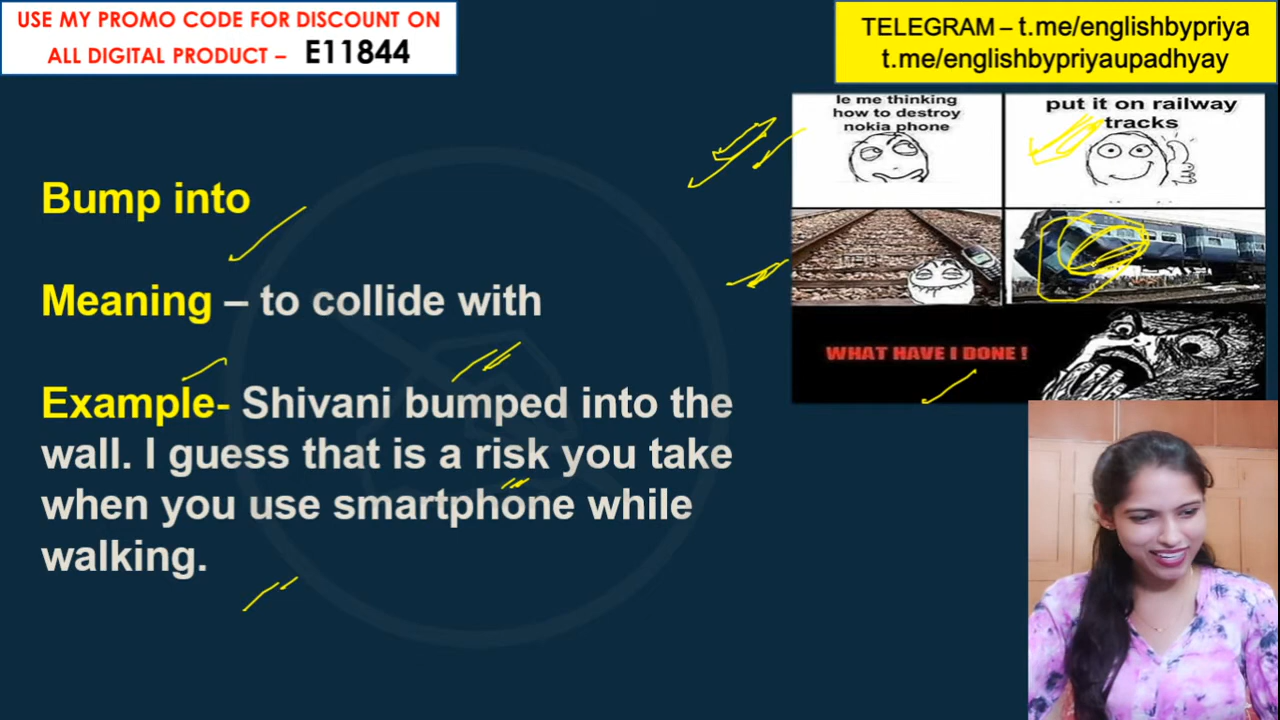 USE MY PROMO CODE FOR DISCOUNT ON
ALL DIGITAL PRODUCT – E11844
TELEGRAM – t.me/englishbypriya
t.me/englishbypriyaupadhyay
le me thinking
how to destroy
nokia phone
put it on railway
tracks
WHAT HAVE I DONE !
Bump into
Meaning – to collide with
Example- Shivani bumped into the
wall. I guess that is a risk you take
when you use smartphone while
walking.